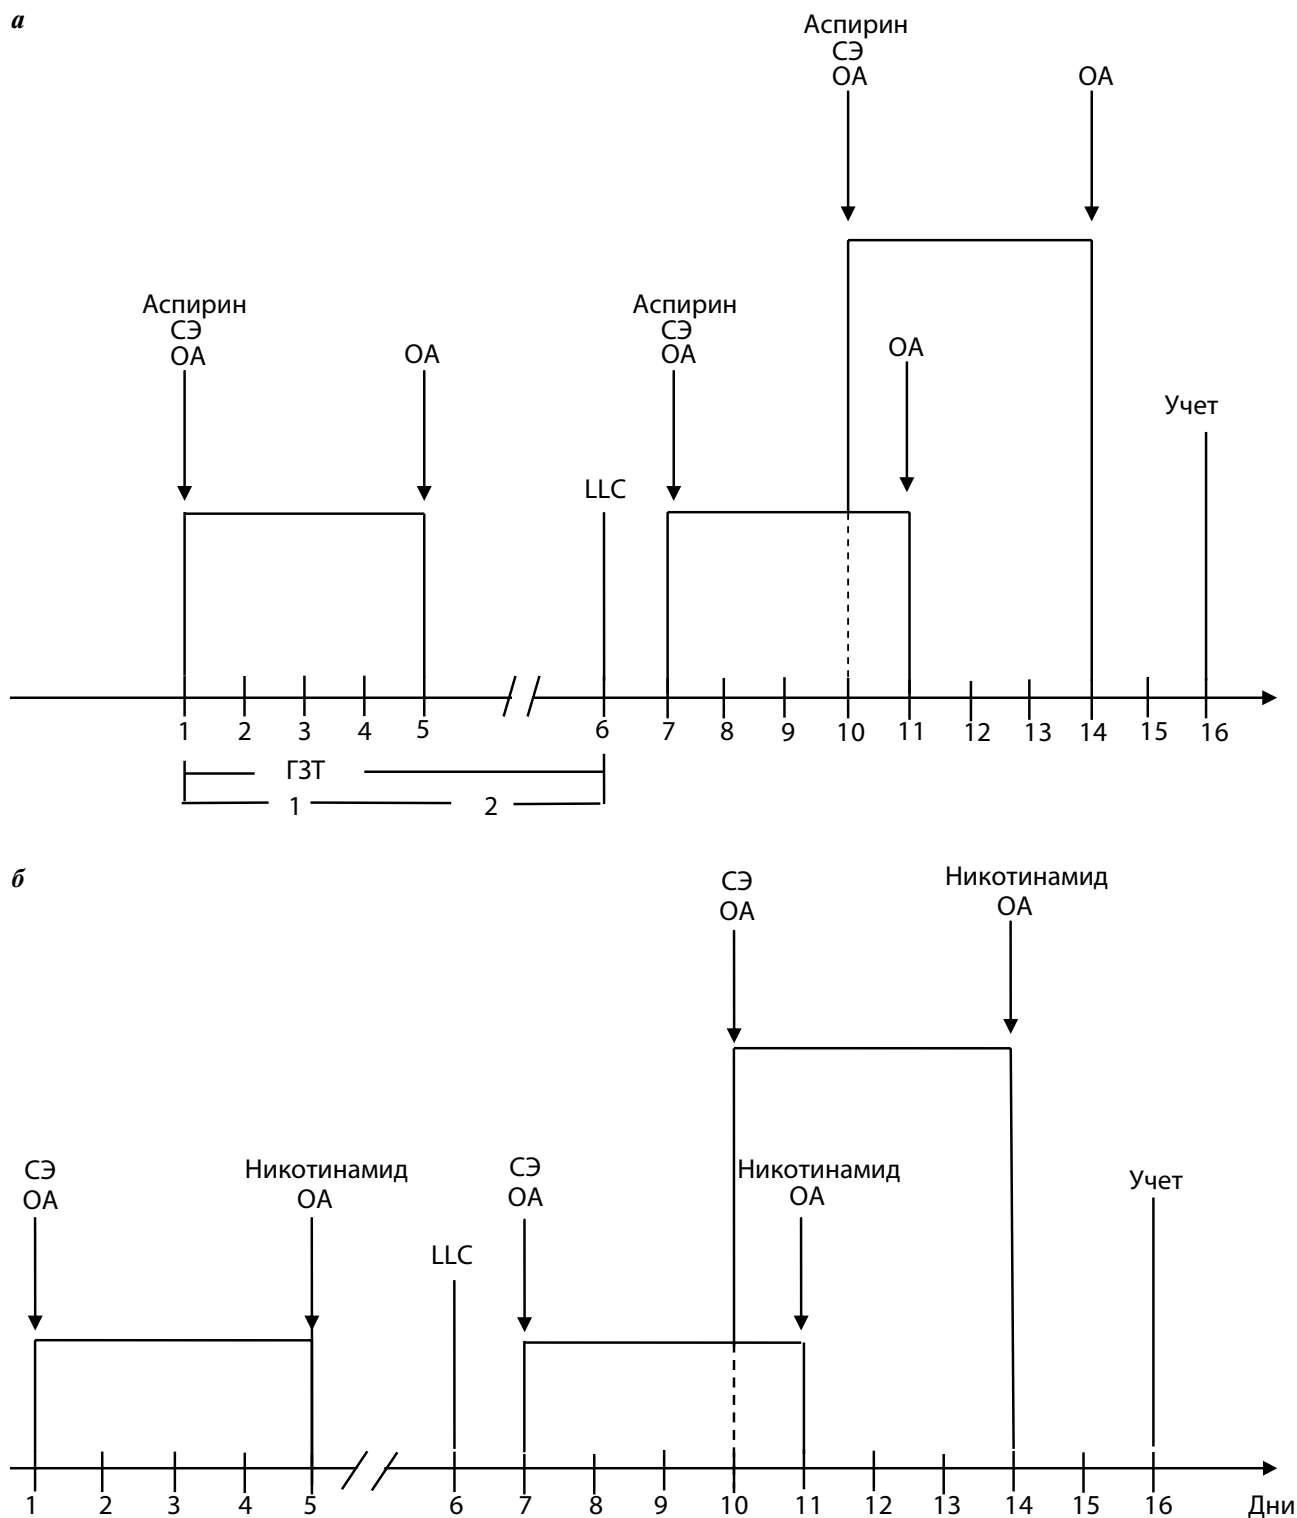 а
Аспирин
СЭ
ОА
ОА
Аспирин
СЭ
ОА
ОА
Аспирин
СЭ
ОА
ОА
Учет
LLC
1 2 3 4 5 6 7 8 9 10 11 12 13 14 15 16
ГЗТ
1 2
б
СЭ
ОА
Никотинамид
ОА
СЭ
ОА
Никотинамид
ОА
СЭ
ОА
Никотинамид
ОА
Учет
LLC
1 2 3 4 5 6 7 8 9 10 11 12 13 14 15 16 Дни